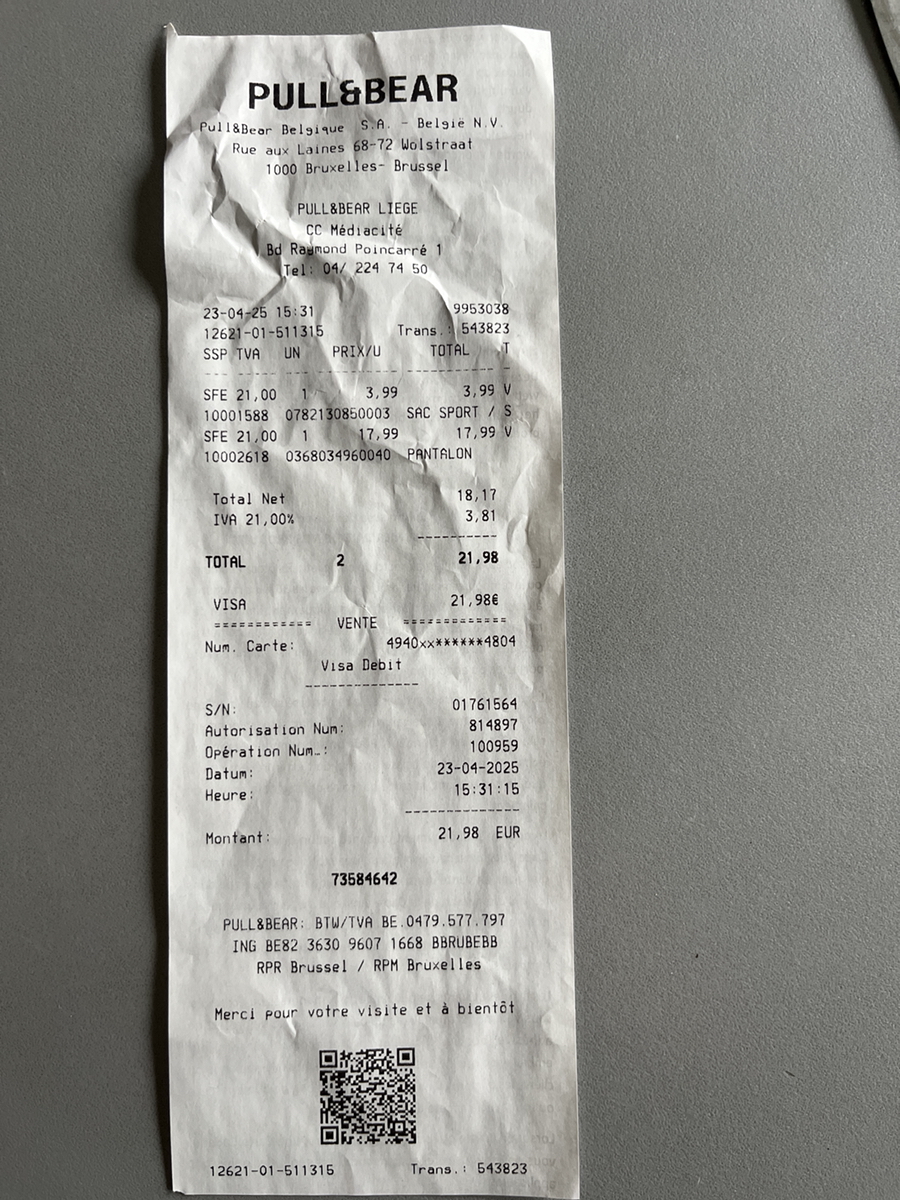 PULL&BEAR
Pull&Bear Belgique S.A. - België N.V.
Rue aux Laines 68-72 Wolstraat
1000 Bruxelles- Brussel
PULL&BEAR LIEGE
CC Médiacité
Bd Raymond Poincarré 1
Tel: 04/ 224 74 50
23-04-25 15:31 9953038
12621-01-511315 Trans.: 543823
SSP TVA UN PRIX/U TOTAL T
--- --- --- --------- ----------- -
SFE 21,00 1 3,99 3,99 V
10001588 0782130850003 SAC SPORT / S
SFE 21,00 1 17,99 17,99 V
10002618 0368034960040 PANTALON
Total Net 18,17
IVA 21,00% 3,81
----------
TOTAL 2 21,98
VISA 21,98€
============ VENTE =============
Num. Carte: 4940xx******4804
Visa Debit
--------------
S/N: 01761564
Autorisation Num: 814897
Opération Num.: 100959
Datum: 23-04-2025
Heure: 15:31:15
--------------
Montant: 21,98 EUR
73584642
PULL&BEAR: BTW/TVA BE.0479.577.797
ING BE82 3630 9607 1668 BBRUBEBB
RPR Brussel / RPM Bruxelles
Merci pour votre visite et à bientôt
12621-01-511315 Trans.: 543823